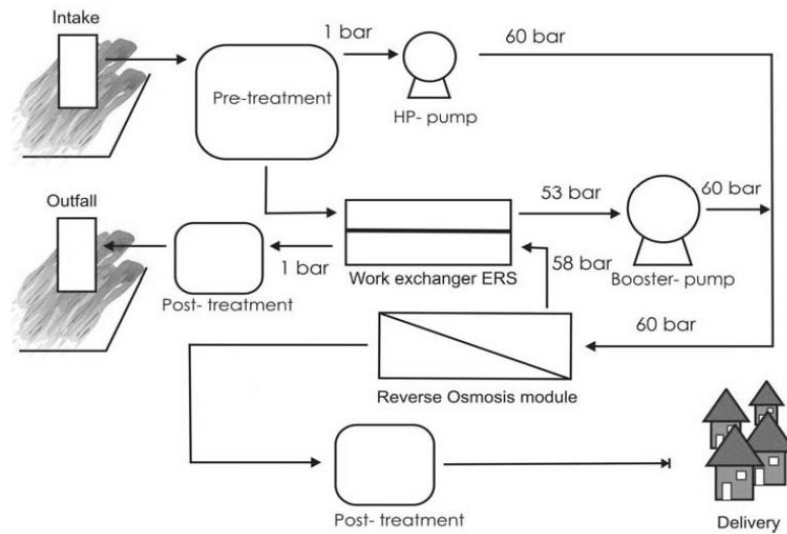 Intake
1 bar
60 bar
Pre-treatment
HP- pump
Outfall
53 bar
60 bar
1 bar
Work exchanger ERS
58 bar
Booster- pump
Post- treatment
60 bar
Reverse Osmosis module
Post- treatment
Delivery